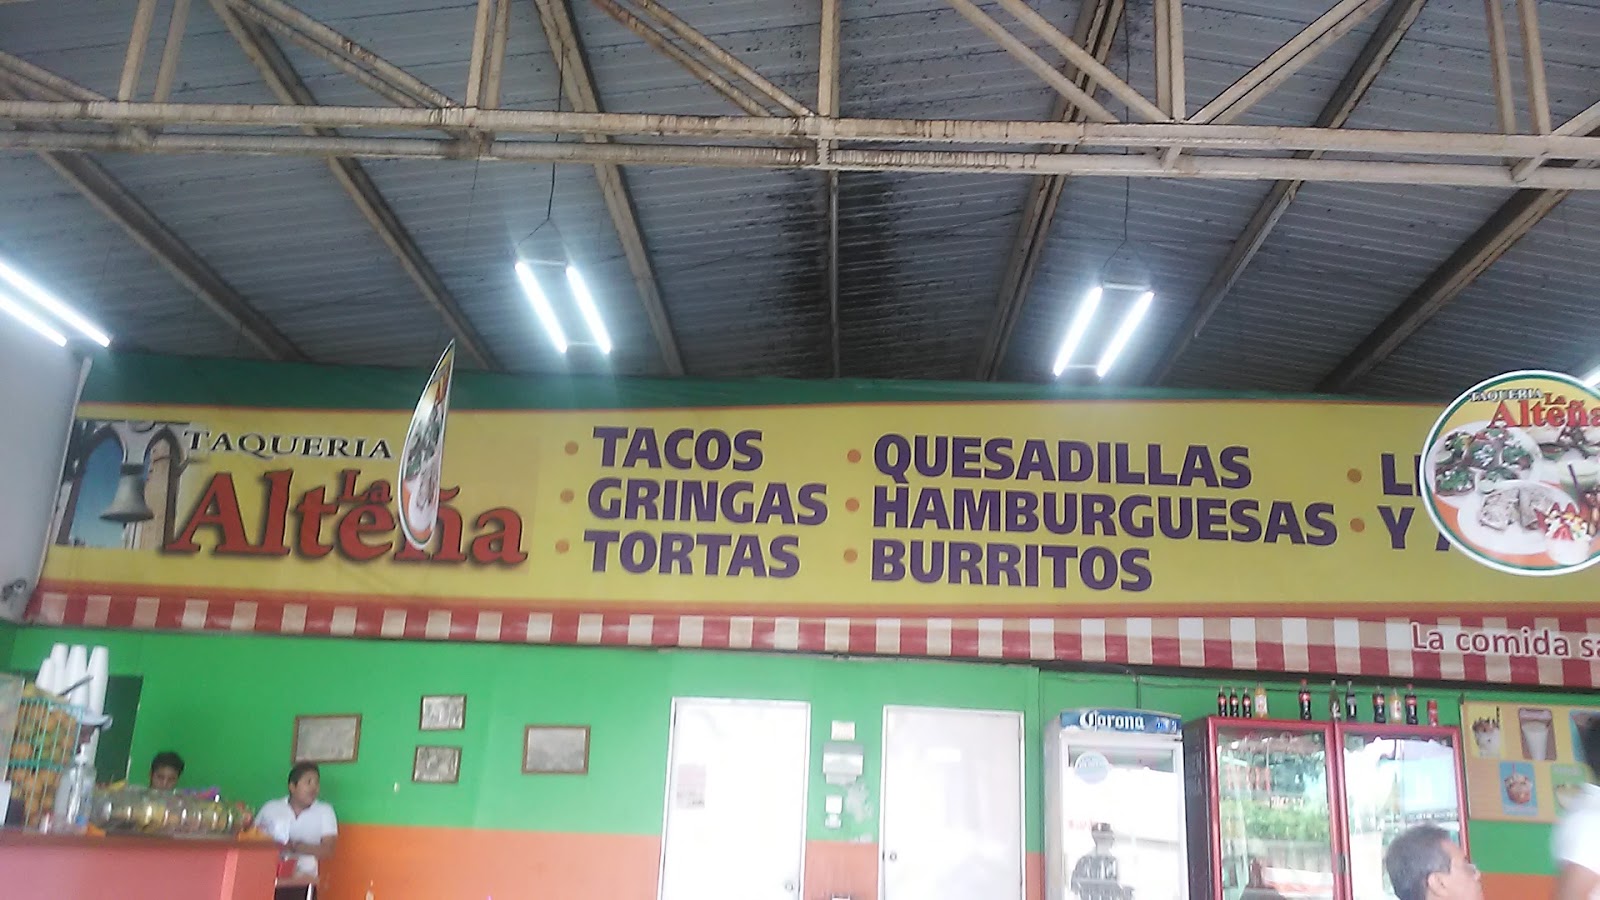 TAQUERIA
La
Alteña
• TACOS
• GRINGAS
• TORTAS
• QUESADILLAS
• HAMBURGUESAS
• BURRITOS
• Y
TAQUERIA
La
Alteña
La comida
Corona